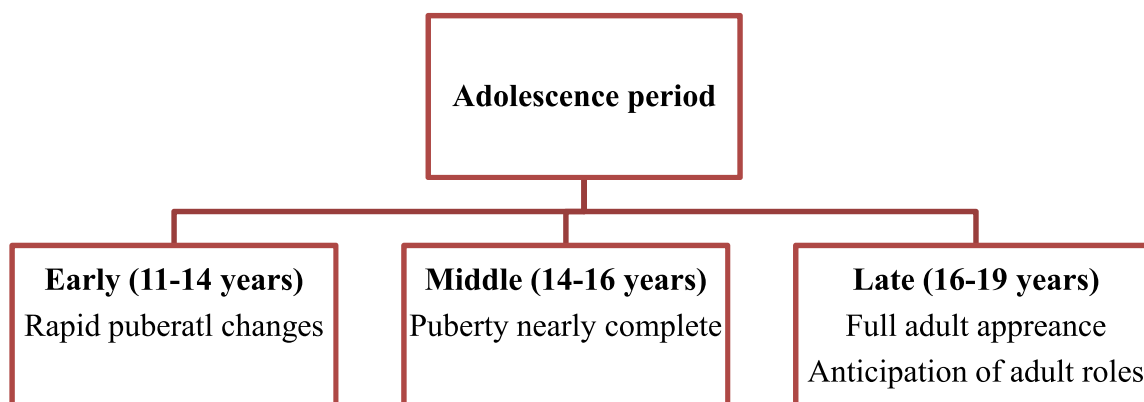 Adolescence period
Early (11-14 years)
Rapid puberatl changes
Middle (14-16 years)
Puberty nearly complete
Late (16-19 years)
Full adult appreance
Anticipation of adult roles